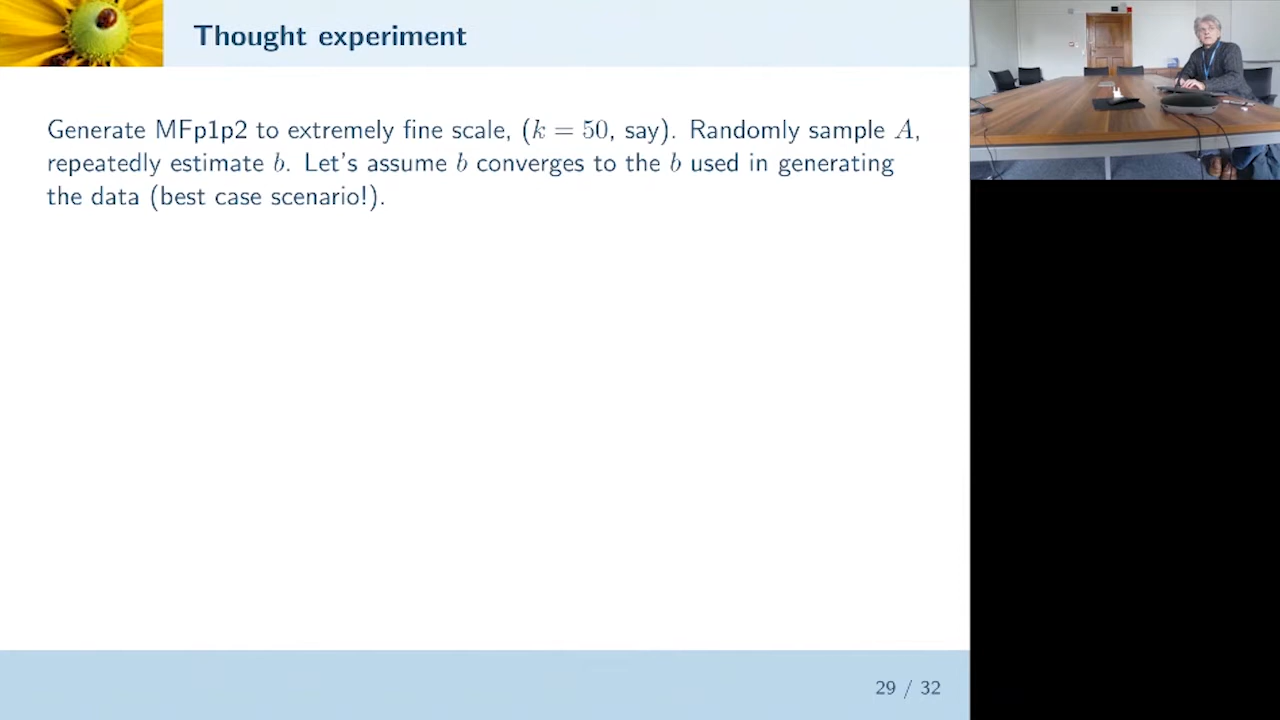 Thought experiment
Generate MFp1p2 to extremely fine scale, (k = 50, say). Randomly sample A,
repeatedly estimate b. Let's assume b converges to the b used in generating
the data (best case scenario!).
29 / 32